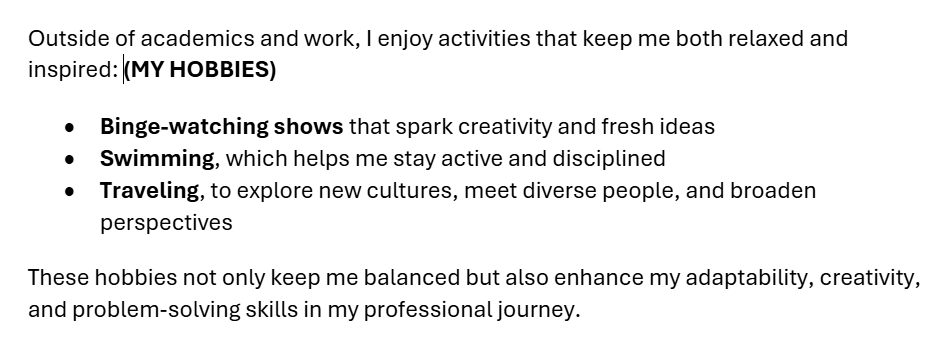 Outside of academics and work, I enjoy activities that keep me both relaxed and
inspired: (MY HOBBIES)
• Binge-watching shows that spark creativity and fresh ideas
• Swimming, which helps me stay active and disciplined
• Traveling, to explore new cultures, meet diverse people, and broaden
perspectives
These hobbies not only keep me balanced but also enhance my adaptability, creativity,
and problem-solving skills in my professional journey.